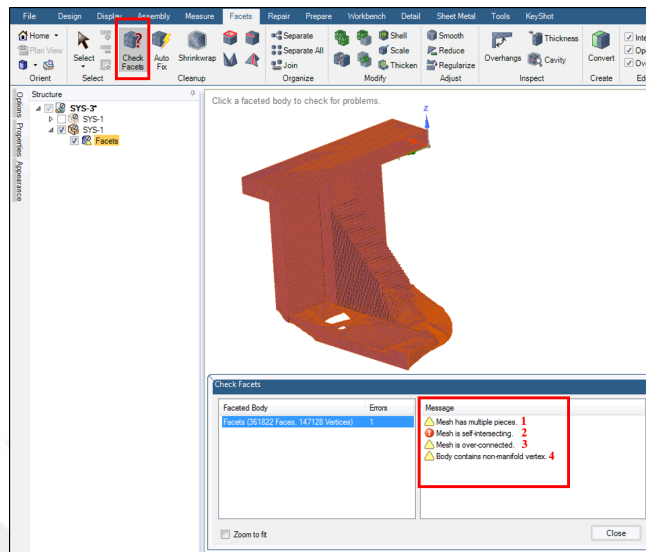 File Design Display Assembly Measure Facets Repair Prepare Workbench Detail Sheet Metal Tools KeyShot
Home Separate Shell Smooth Thickness
Plan View Select Check Facets Auto Fix Shrinkwrap Separate All Scale Reduce Overhangs Cavity Convert
Join Thicken Regularize
Orient Select Cleanup Organize Modify Adjust Inspect Create
Structure
Options
Properties
Appearance
SYS-3*
SYS-1
SYS-1
Facets
Click a faceted body to check for problems.
Z
Check Facets
Faceted Body Errors Message
Facets (361822 Faces, 147128 Vertices) 1 Mesh has multiple pieces. 1
Mesh is self-intersecting. 2
Mesh is over-connected. 3
Body contains non-manifold vertex. 4
Zoom to fit Close